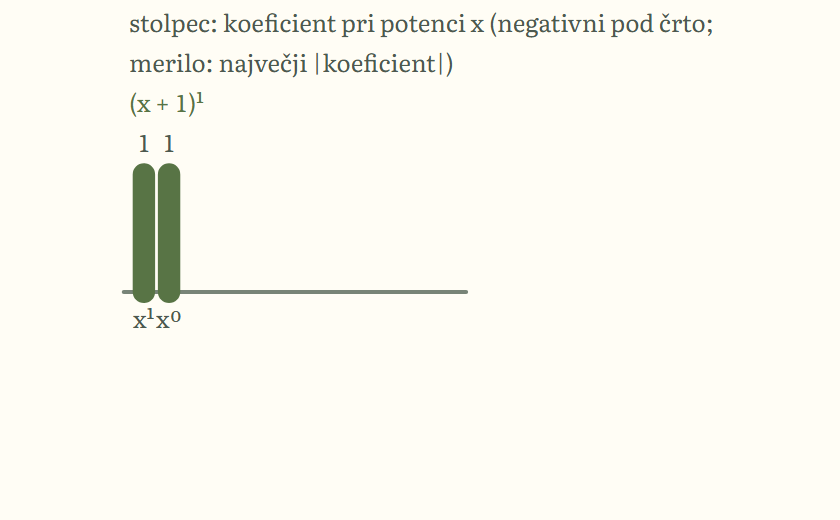 stolpec: koeficient pri potenci x (negativni pod črto;
merilo: največji |koeficient|)
(x + 1)¹
1 1
x¹x⁰